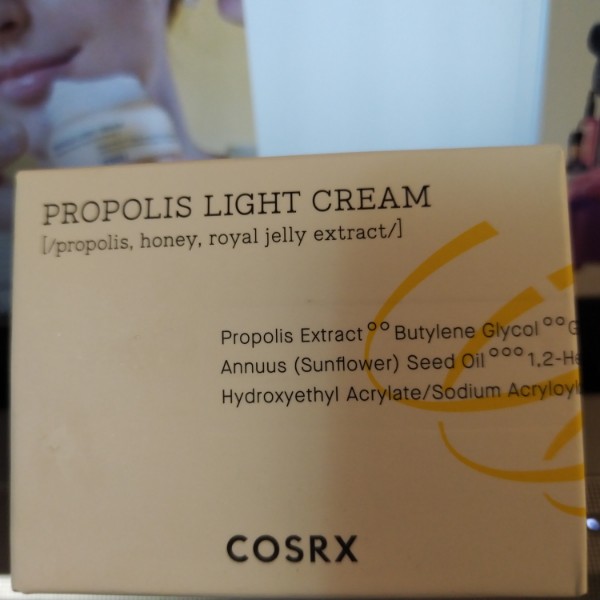 PROPOLIS LIGHT CREAM
[/propolis, honey, royal jelly extract/]
Propolis Extract°° Butylene Glycol°°G
Annuus (Sunflower) Seed Oil°°° 1,2-He
Hydroxyethyl Acrylate/Sodium Acryloyl
COSRX